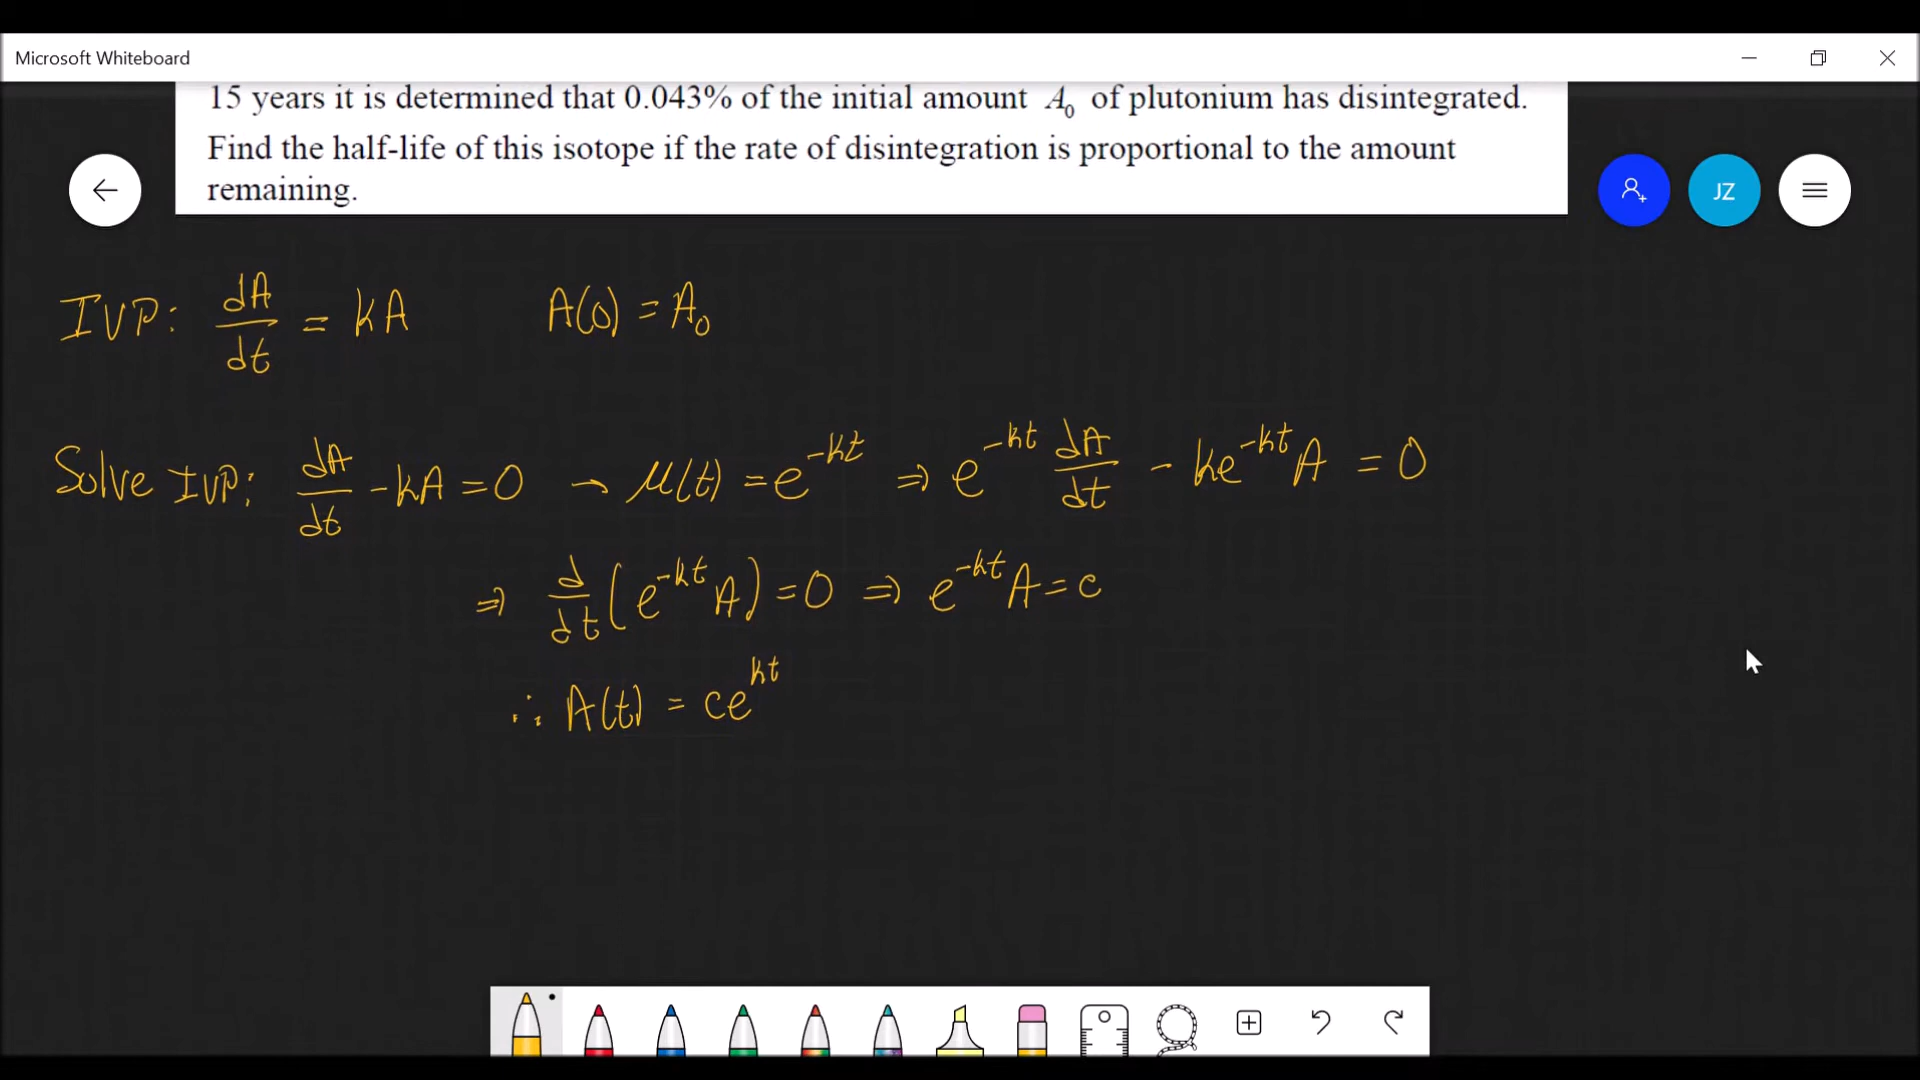 Microsoft Whiteboard
15 years it is determined that 0.043% of the initial amount A₀ of plutonium has disintegrated.
Find the half-life of this isotope if the rate of disintegration is proportional to the amount
remaining.
JZ
IVP: dA/dt = kA A(0) = A₀
Solve IVP: dA/dt - kA = 0 → μ(t) = e^{-kt} ⇒ e^{-kt} dA/dt - ke^{-kt}A = 0
⇒ d/dt(e^{-kt}A) = 0 ⇒ e^{-kt}A = c
∴ A(t) = ce^{kt}